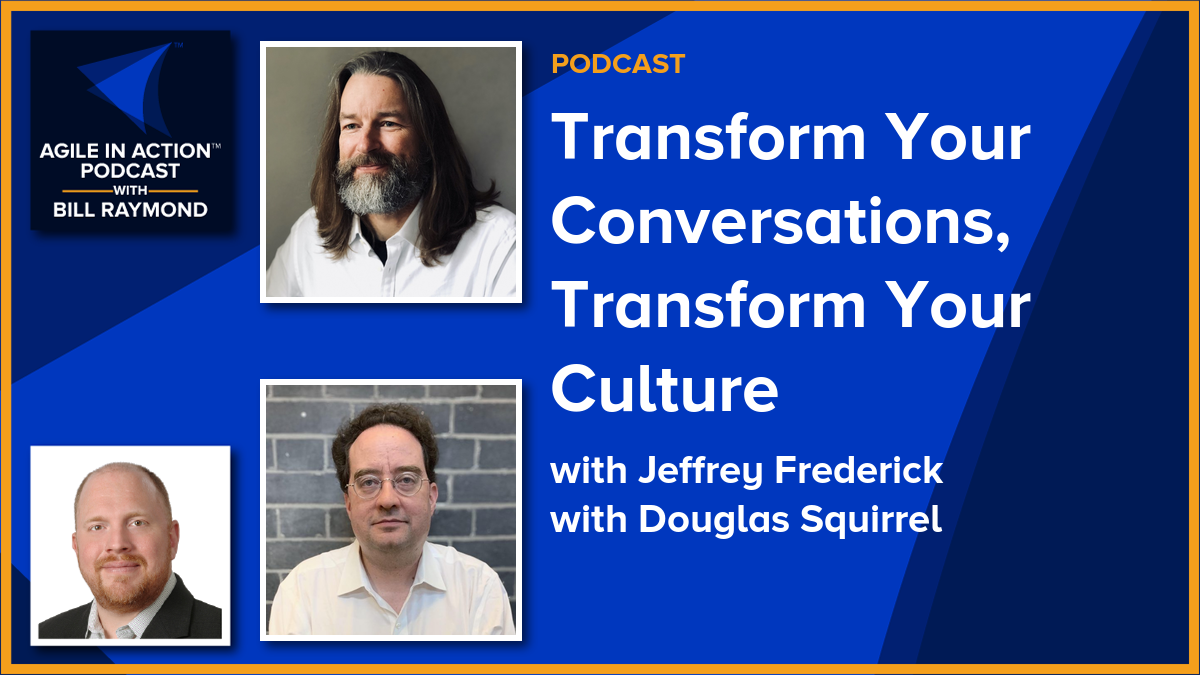 AGILE IN ACTION™
PODCAST
WITH
BILL RAYMOND
PODCAST
Transform Your
Conversations,
Transform Your
Culture
with Jeffrey Frederick
with Douglas Squirrel